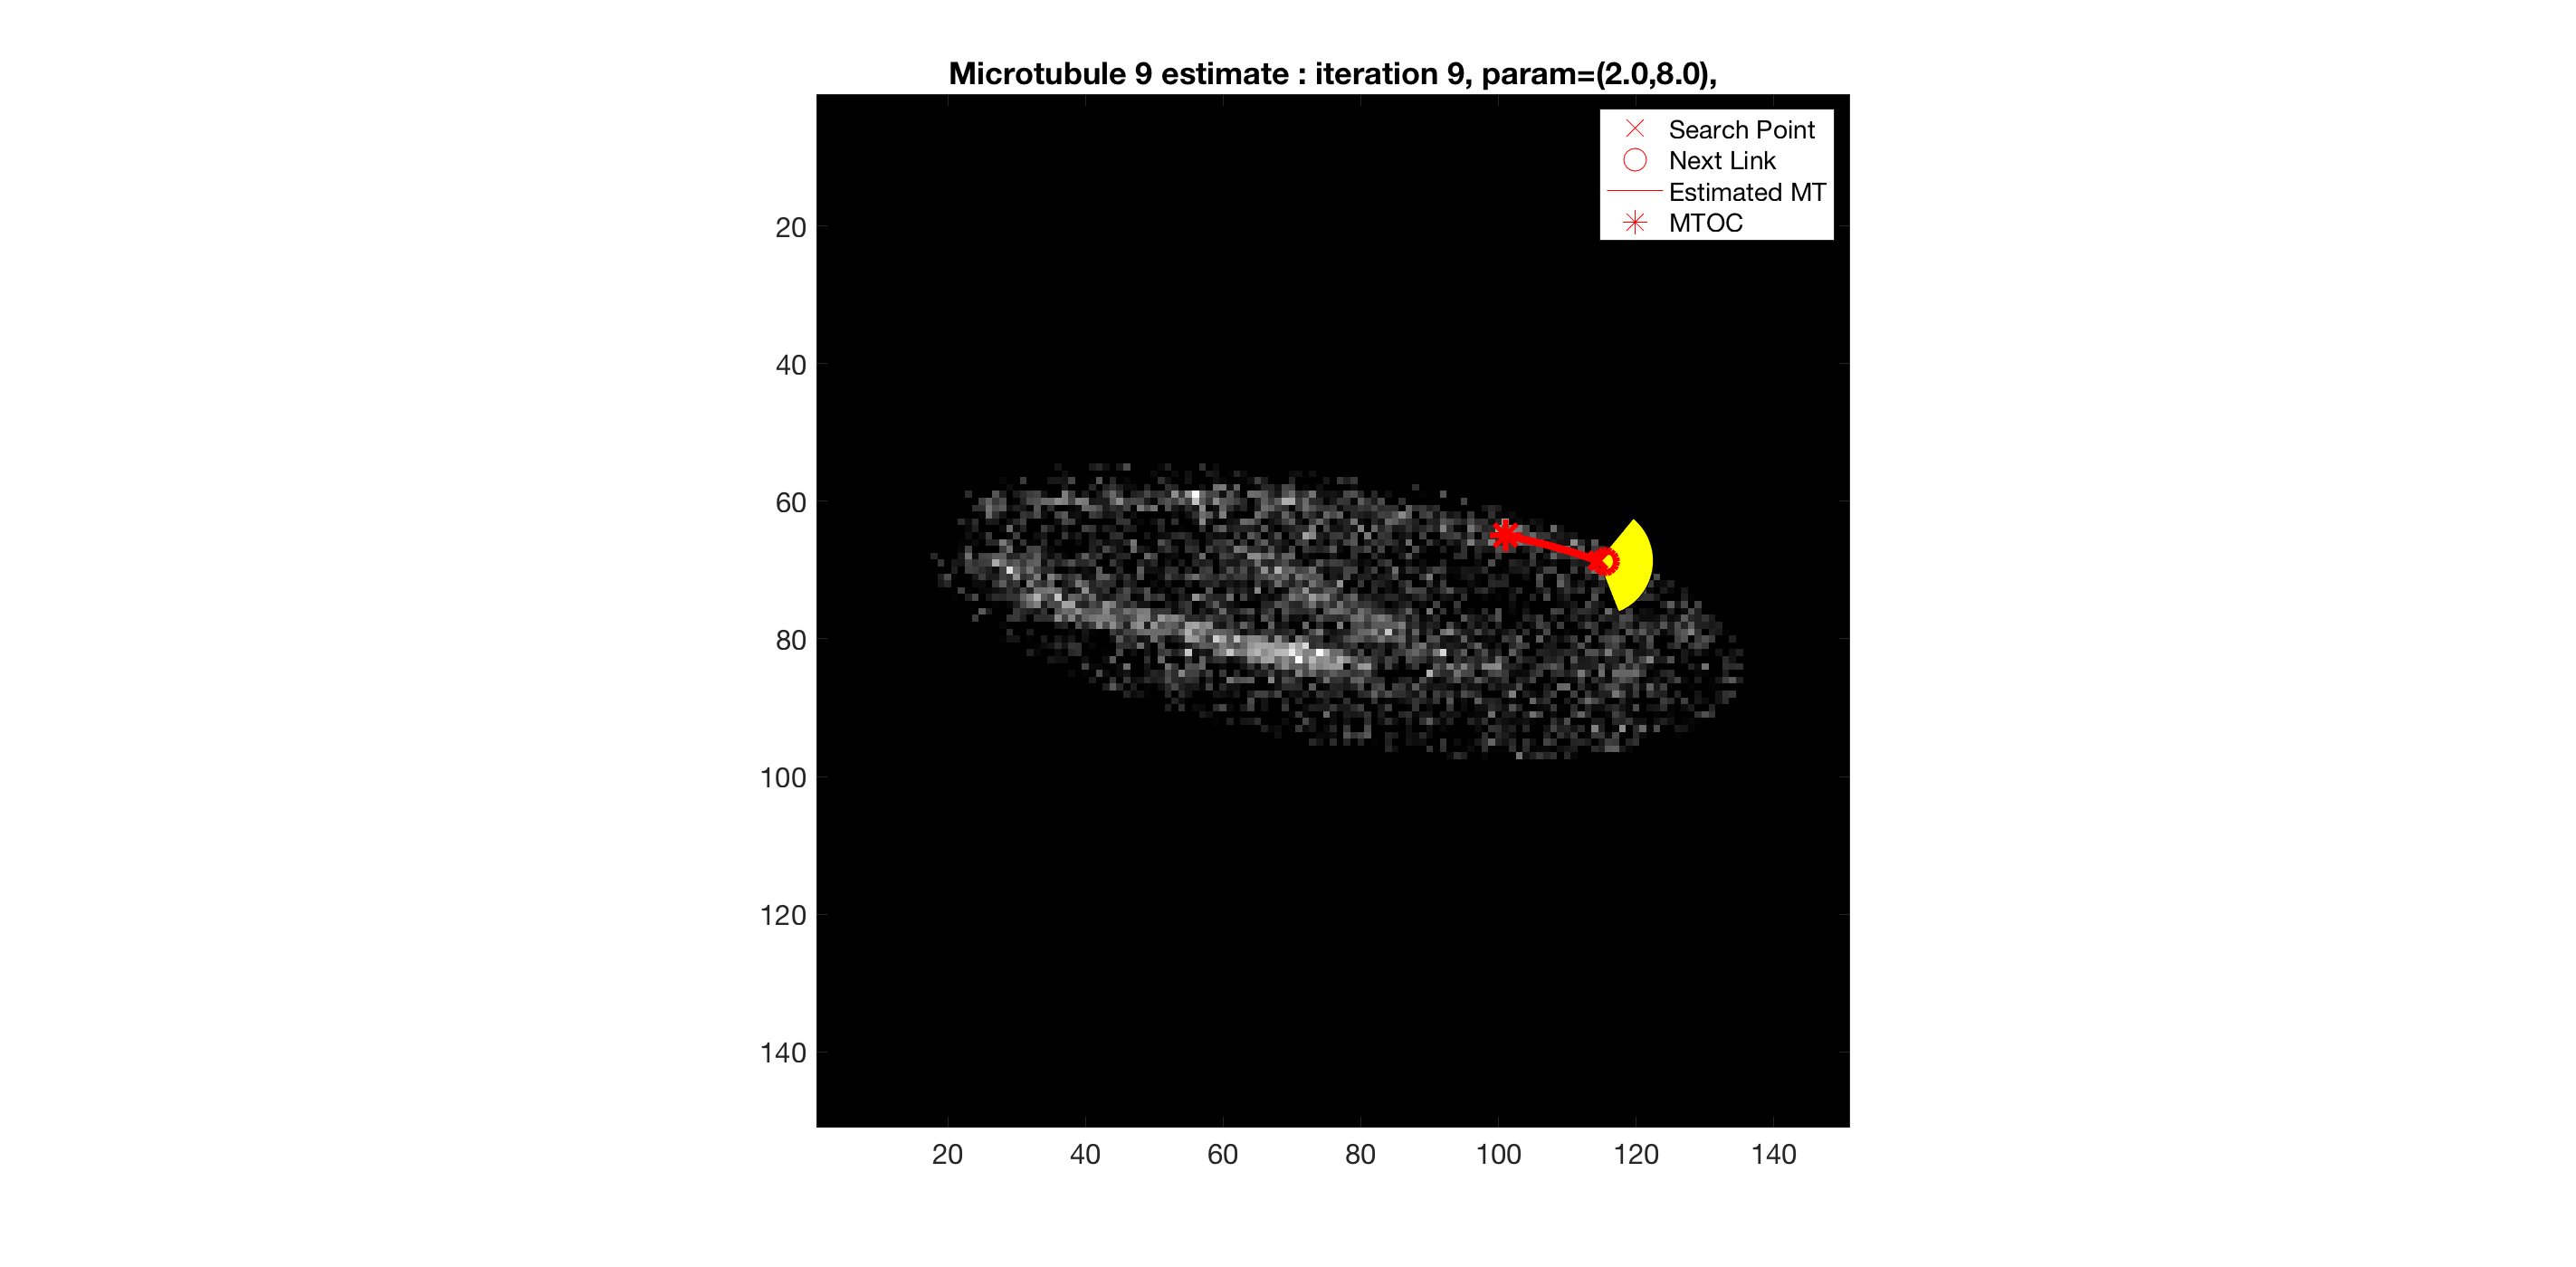 Microtubule 9 estimate : iteration 9, param=(2.0,8.0),
Search Point
Next Link
Estimated MT
MTOC
20
40
60
80
100
120
140
20 40 60 80 100 120 140